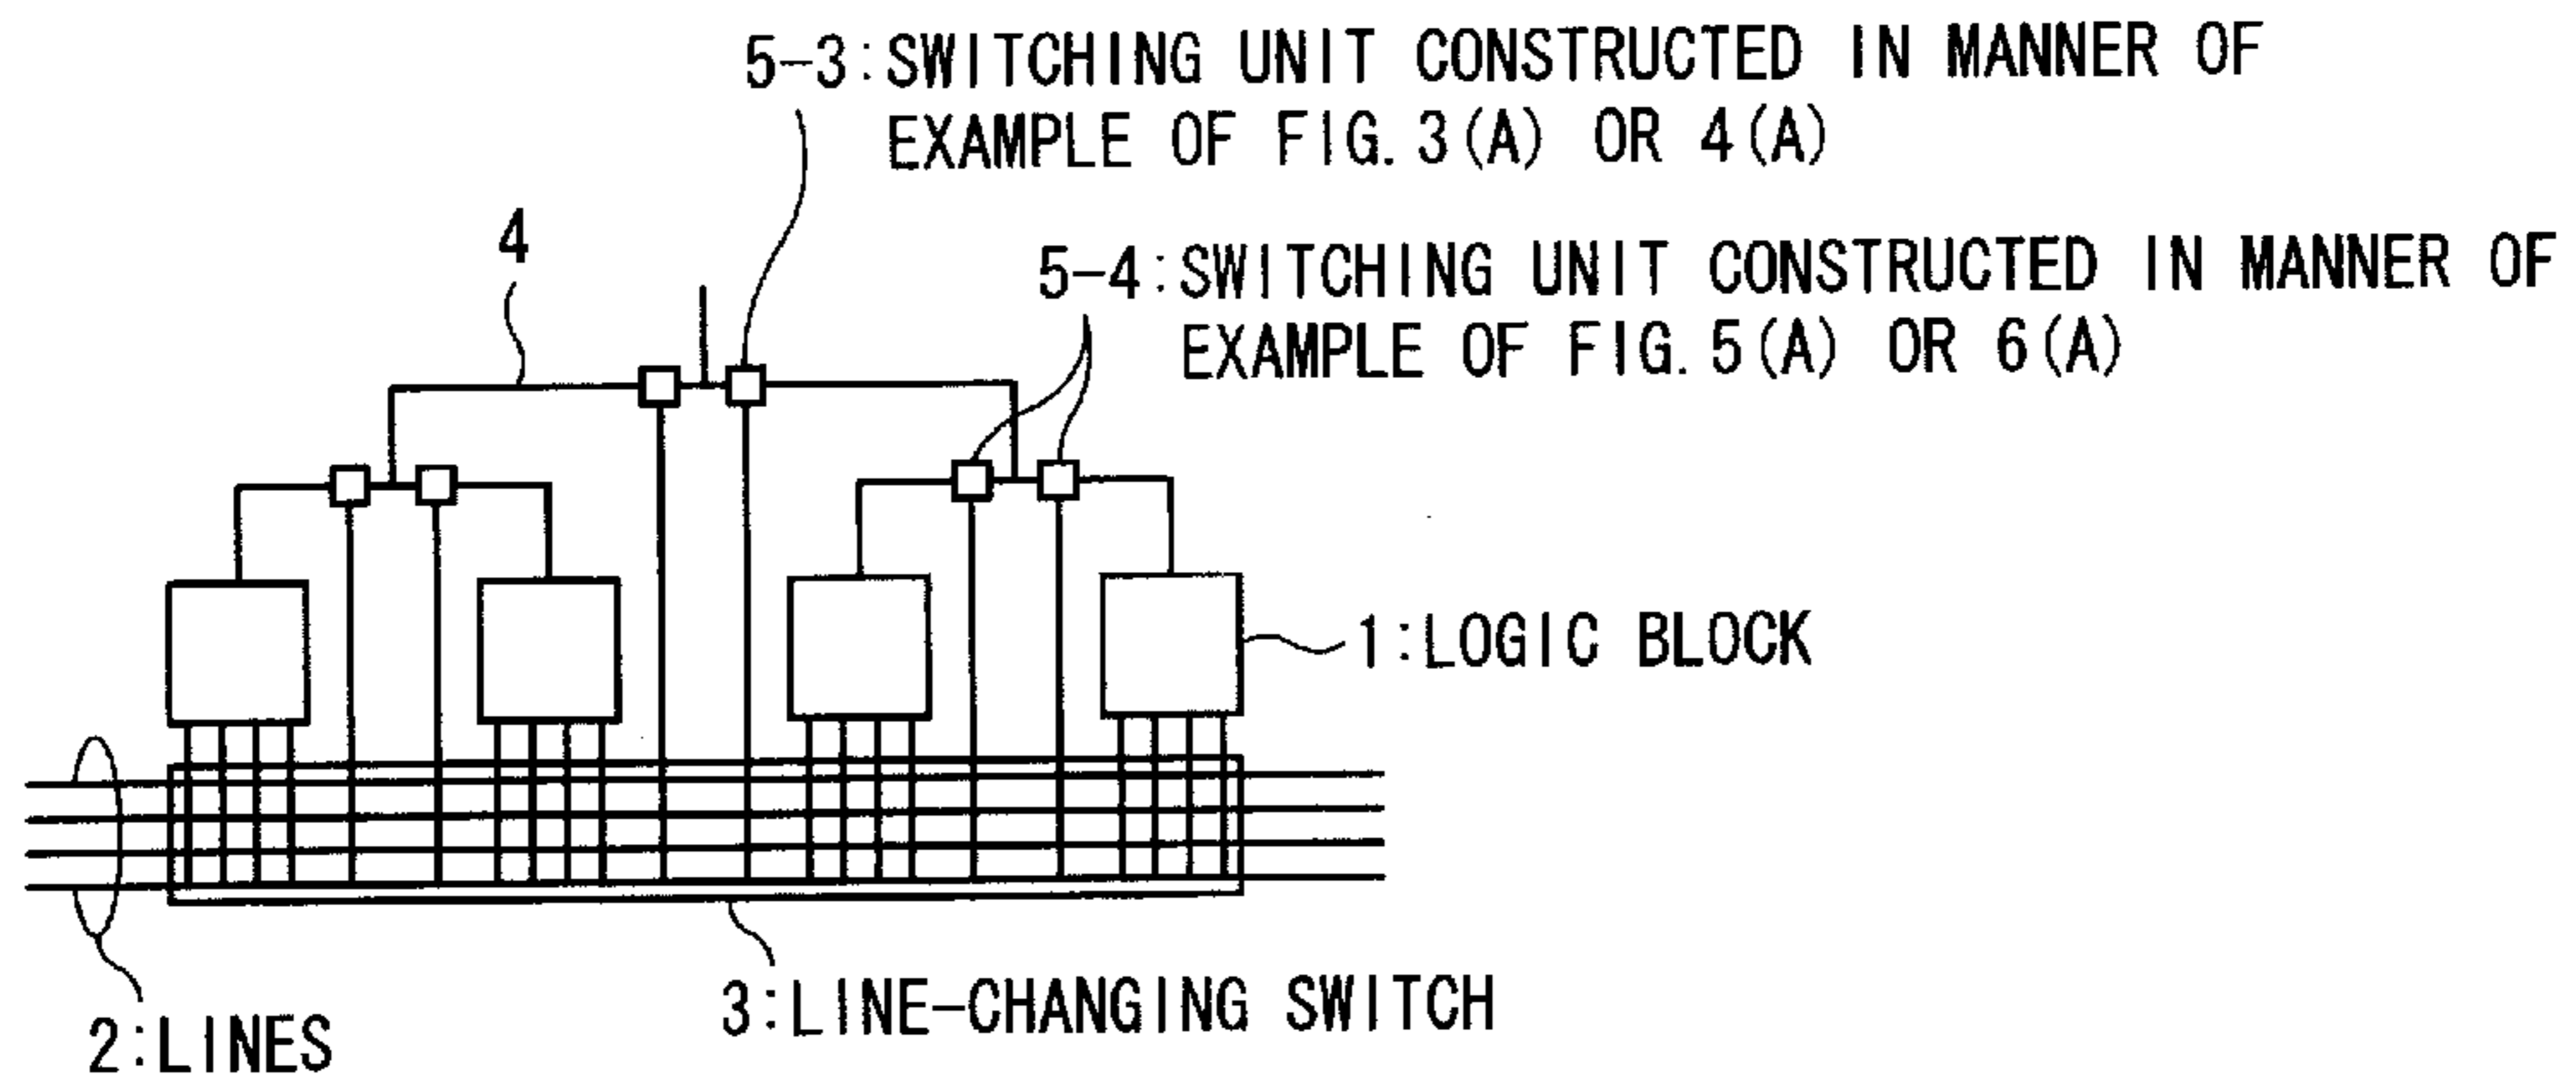 5-3:SWITCHING UNIT CONSTRUCTED IN MANNER OF
EXAMPLE OF FIG.3(A) OR 4(A)
4
5-4:SWITCHING UNIT CONSTRUCTED IN MANNER OF
EXAMPLE OF FIG.5(A) OR 6(A)
1:LOGIC BLOCK
3:LINE-CHANGING SWITCH
2:LINES